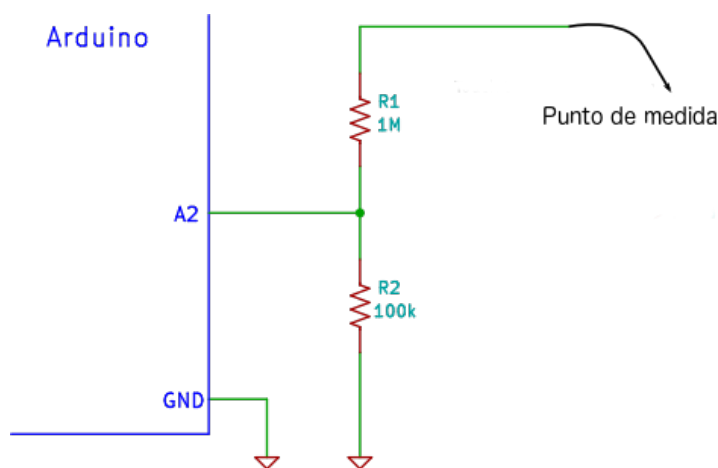 Arduino
R1
1M
Punto de medida
A2
R2
100k
GND